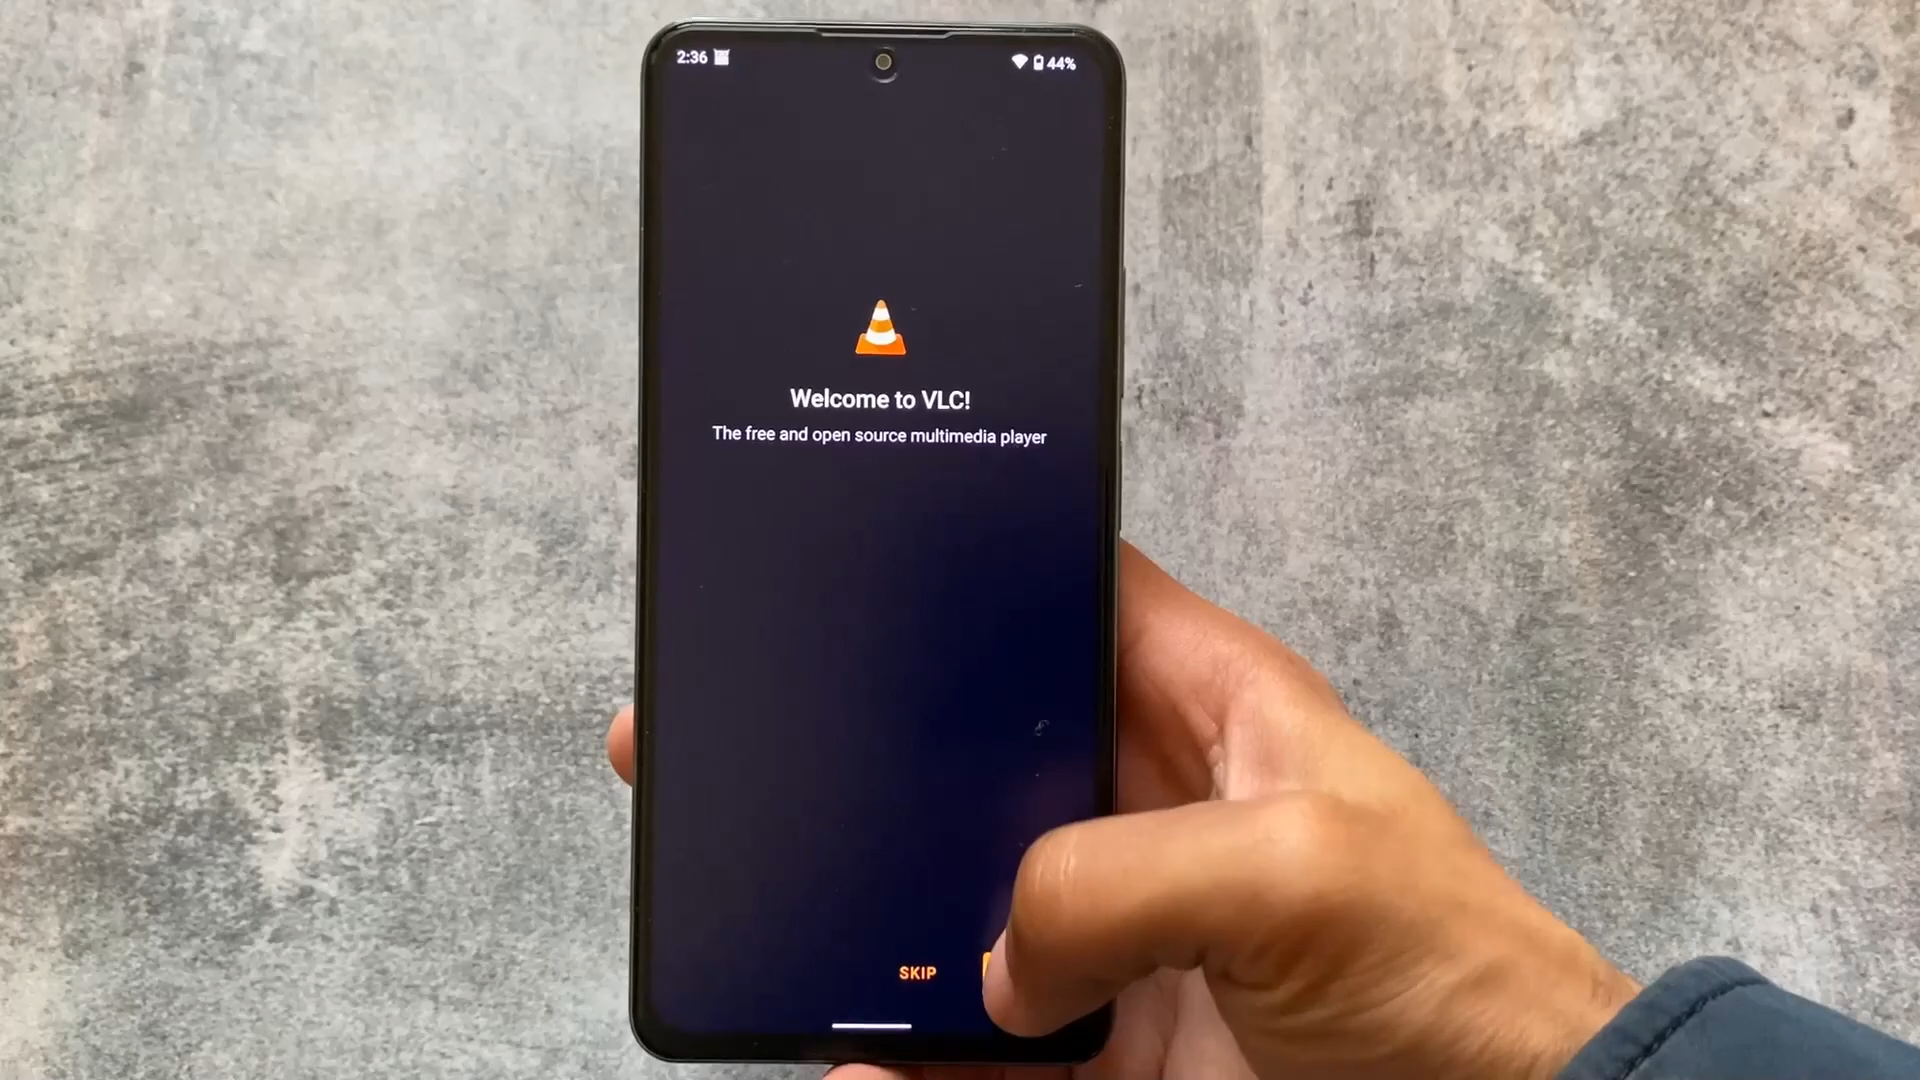 2:36
44%
Welcome to VLC!
The free and open source multimedia player
SKIP